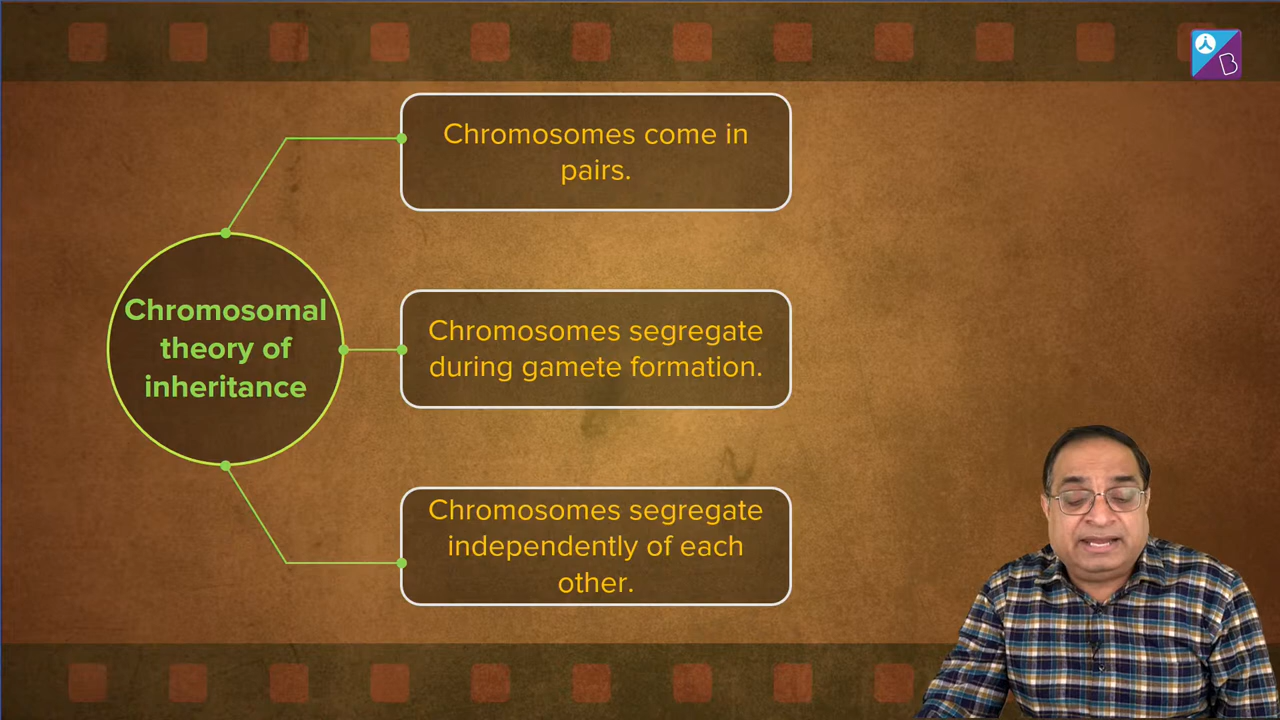 Chromosomes come in
pairs.
Chromosomal
theory of
inheritance
Chromosomes segregate
during gamete formation.
Chromosomes segregate
independently of each
other.
B